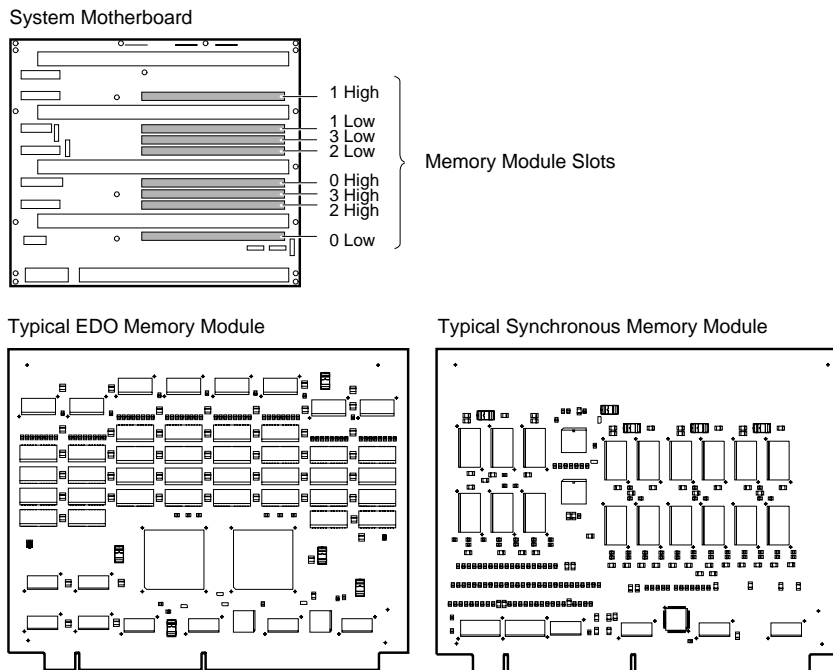 System Motherboard
1 High
1 Low
3 Low
2 Low
0 High
3 High
2 High
0 Low
Memory Module Slots
Typical EDO Memory Module
Typical Synchronous Memory Module